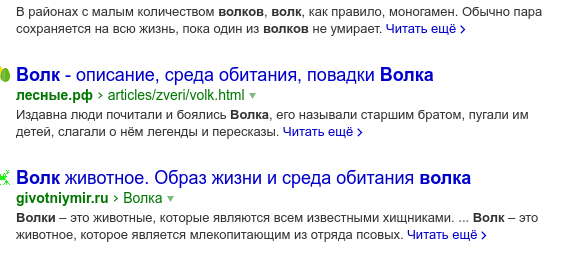 В районах с малым количеством волков, волк, как правило, моногамен. Обычно пара
сохраняется на всю жизнь, пока один из волков не умирает. Читать ещё >
Волк - описание, среда обитания, повадки Волка
лесные.рф > articles/zveri/volk.html
Издавна люди почитали и боялись Волка, его называли старшим братом, пугали им
детей, слагали о нём легенды и пересказы. Читать ещё >
Волк животное. Образ жизни и среда обитания волка
givotniymir.ru > Волка
Волки – это животные, которые являются всем известными хищниками. ... Волк – это
животное, которое является млекопитающим из отряда псовых. Читать ещё >